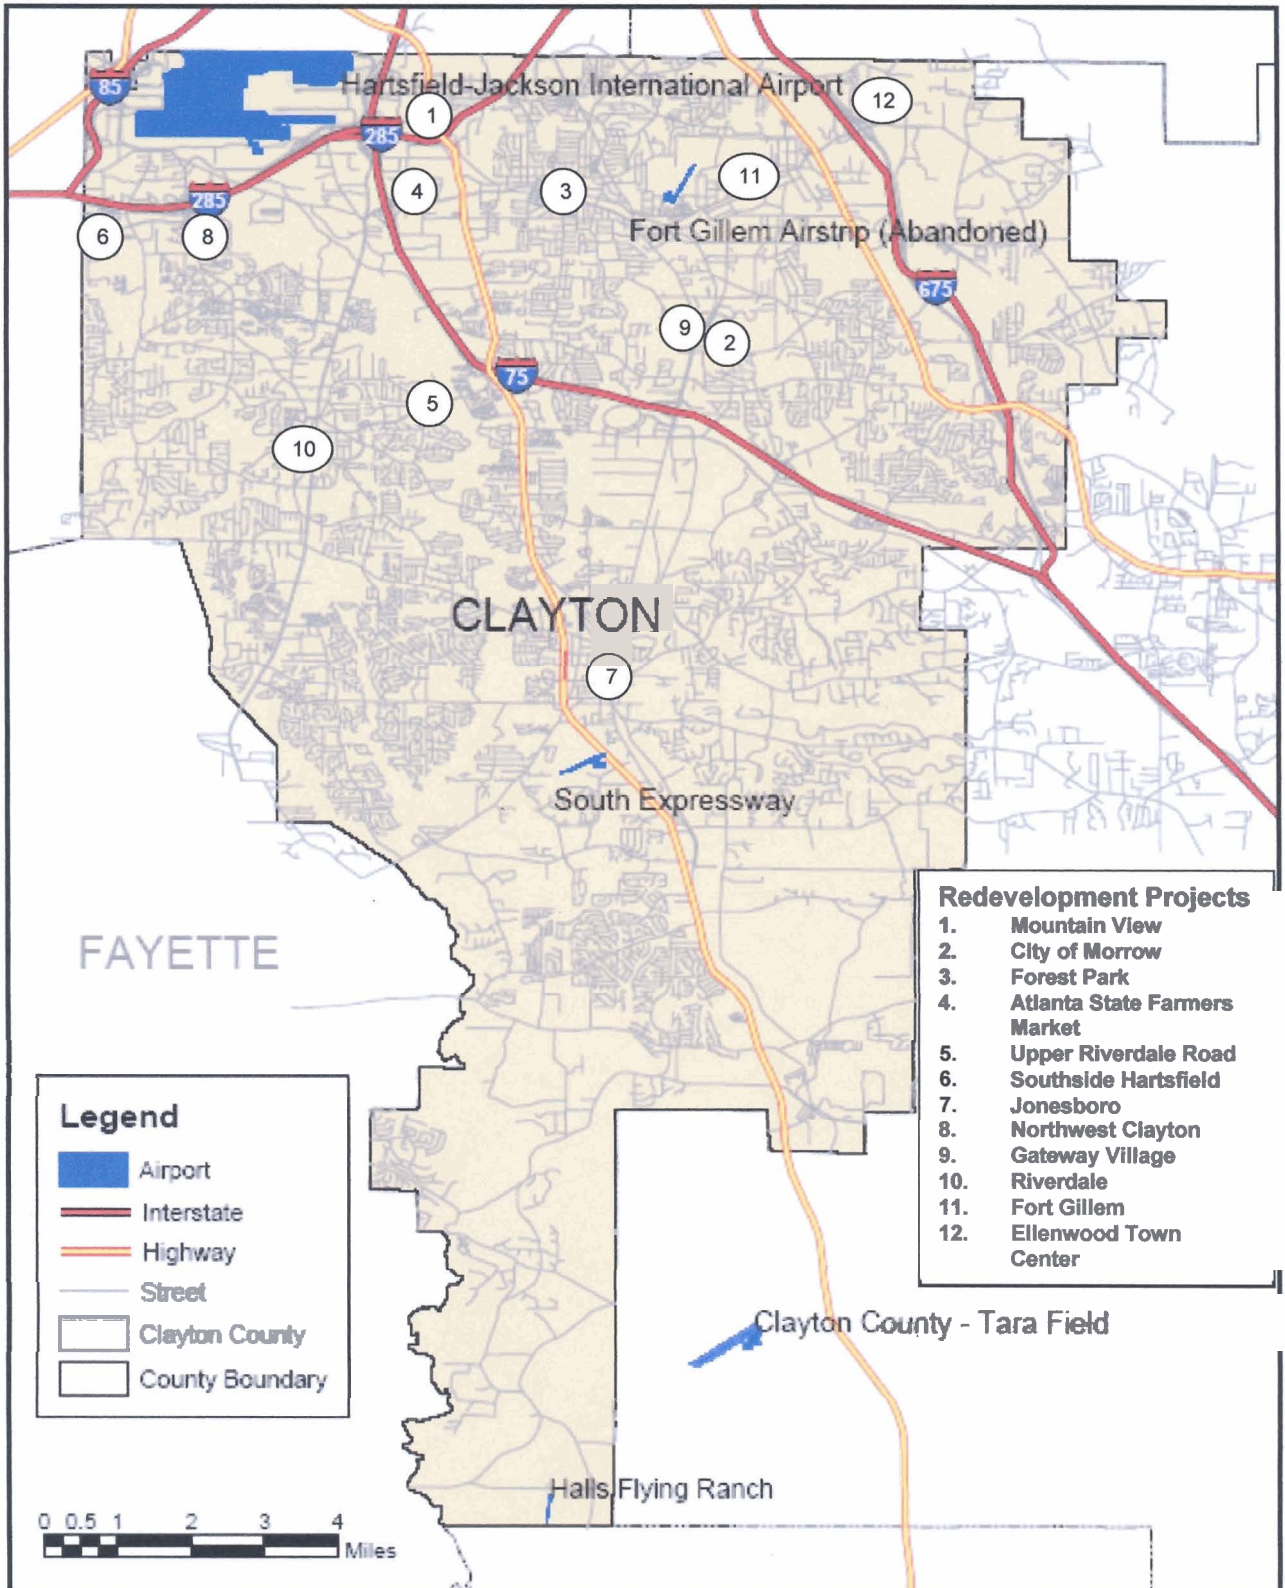 Hartsfield-Jackson International Airport
85
12
1
285
11
4
3
285
6
8
Fort Gillem Airstrip (Abandoned)
675
9
2
75
5
10
CLAYTON
7
South Expressway
Redevelopment Projects
1. Mountain View
2. City of Morrow
3. Forest Park
4. Atlanta State Farmers
Market
5. Upper Riverdale Road
6. Southside Hartsfield
7. Jonesboro
8. Northwest Clayton
9. Gateway Village
10. Riverdale
11. Fort Gillem
12. Ellenwood Town
Center
FAYETTE
Legend
Airport
Interstate
Highway
Street
Clayton County
County Boundary
Clayton County - Tara Field
Halls Flying Ranch
0 0.5 1 2 3 4
Miles